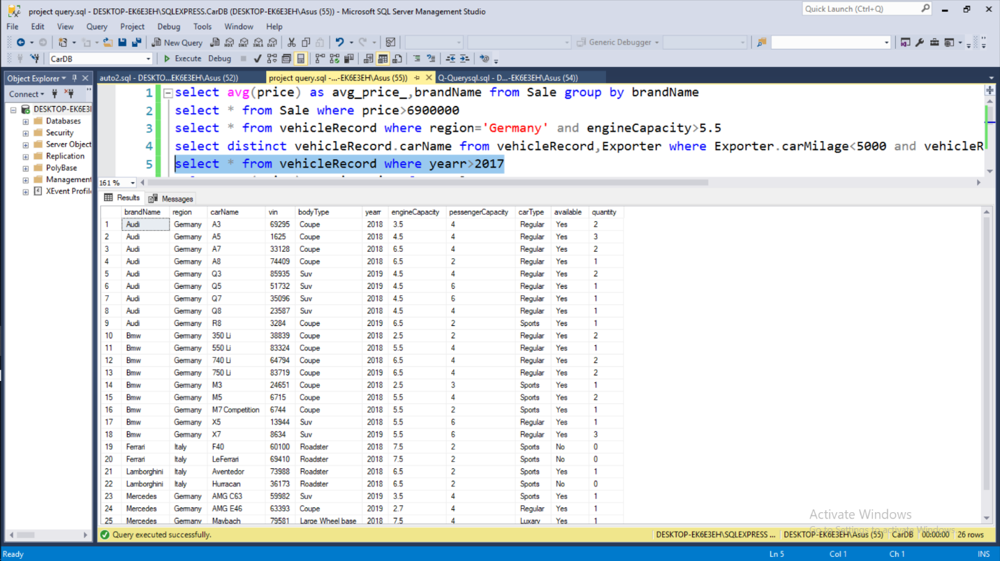 project query.sql - DESKTOP-EK6E3EH\SQLEXPRESS.CarDB (DESKTOP-EK6E3EH\Asus (55)) - Microsoft SQL Server Management Studio
Quick Launch (Ctrl+Q)
File Edit View Query Project Debug Tools Window Help
New Query MDX DMX XMLA DAX Generic Debugger
CarDB Execute Debug
Object Explorer
auto2.sql - DESKTO...EK6E3EH\Asus (52)) project query.sql -...-EK6E3EH\Asus (55)) Q-Querysql.sql - D...-EK6E3EH\Asus (54))
Connect
DESKTOP-EK6E3
Databases
Security
Server Object
Replication
PolyBase
Management
XEvent Profil
1 select avg(price) as avg_price_,brandName from Sale group by brandName
2 select * from Sale where price>6900000
3 select * from vehicleRecord where region='Germany' and engineCapacity>5.5
4 select distinct vehicleRecord.carName from vehicleRecord,Exporter where Exporter.carMilage<5000 and vehicleR
5 select * from vehicleRecord where yearr>2017
161 %
Results Messages
brandName region carName vin bodyType yearr engineCapacity pessengerCapacity carType available quantity
1 Audi Germany A3 69295 Coupe 2018 3.5 4 Regular Yes 2
2 Audi Germany A5 1625 Coupe 2018 4.5 4 Regular Yes 3
3 Audi Germany A7 33128 Coupe 2018 6.5 4 Regular Yes 2
4 Audi Germany A8 74409 Coupe 2018 6.5 2 Regular Yes 1
5 Audi Germany Q3 85935 Suv 2019 4.5 4 Regular Yes 2
6 Audi Germany Q5 51732 Suv 2019 4.5 6 Regular Yes 1
7 Audi Germany Q7 35096 Suv 2018 4.5 6 Regular Yes 1
8 Audi Germany Q8 23587 Suv 2018 4.5 4 Regular Yes 1
9 Audi Germany R8 3284 Coupe 2019 6.5 2 Sports Yes 1
10 Bmw Germany 350 Li 38839 Coupe 2018 2.5 2 Regular Yes 2
11 Bmw Germany 550 Li 83324 Coupe 2018 5.5 4 Regular Yes 1
12 Bmw Germany 740 Li 64794 Coupe 2018 6.5 4 Regular Yes 2
13 Bmw Germany 750 Li 83719 Coupe 2019 6.5 4 Regular Yes 2
14 Bmw Germany M3 24651 Coupe 2018 2.5 3 Sports Yes 1
15 Bmw Germany M5 6715 Coupe 2018 5.5 4 Sports Yes 2
16 Bmw Germany M7 Competition 6744 Coupe 2018 5.5 2 Sports Yes 1
17 Bmw Germany X5 13944 Suv 2018 5.5 6 Regular Yes 1
18 Bmw Germany X7 8634 Suv 2019 5.5 6 Regular Yes 3
19 Ferrari Italy F40 60100 Roadster 2018 7.5 2 Sports No 0
20 Ferrari Italy LeFerrari 69410 Roadster 2018 7.5 2 Sports No 0
21 Lamborghini Italy Aventedor 73988 Roadster 2018 6.5 2 Sports Yes 1
22 Lamborghini Italy Hurracan 36173 Roadster 2018 6.5 2 Sports No 0
23 Mercedes Germany AMG C63 59982 Suv 2019 3.5 4 Sports Yes 1
24 Mercedes Germany AMG E46 63393 Coupe 2019 2.7 4 Regular Yes 1
25 Mercedes Germany Maybach 79581 Large Wheel base 2018 7.5 4 Luxary Yes 1
Activate Windows
Go to Settings to activate Windows.
Query executed successfully. DESKTOP-EK6E3EH\SQLEXPRESS ... DESKTOP-EK6E3EH\Asus (55) CarDB 00:00:00 26 rows
Ready Ln 5 Col 1 Ch 1 INS